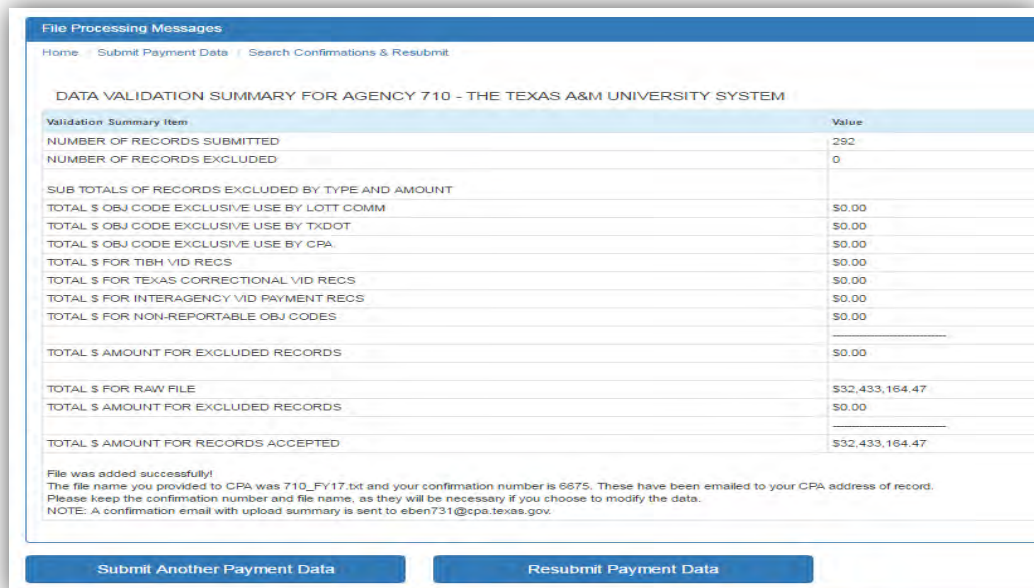 File Processing Messages
Home / Submit Payment Data / Search Confirmations & Resubmit
DATA VALIDATION SUMMARY FOR AGENCY 710 - THE TEXAS A&M UNIVERSITY SYSTEM
Validation Summary Item Value
NUMBER OF RECORDS SUBMITTED 292
NUMBER OF RECORDS EXCLUDED 0
SUB TOTALS OF RECORDS EXCLUDED BY TYPE AND AMOUNT
TOTAL $ OBJ CODE EXCLUSIVE USE BY LOTT COMM $0.00
TOTAL $ OBJ CODE EXCLUSIVE USE BY TXDOT $0.00
TOTAL $ OBJ CODE EXCLUSIVE USE BY CPA. $0.00
TOTAL $ FOR TIBH VID RECS $0.00
TOTAL $ FOR TEXAS CORRECTIONAL VID RECS $0.00
TOTAL $ FOR INTERAGENCY VID PAYMENT RECS $0.00
TOTAL $ FOR NON-REPORTABLE OBJ CODES $0.00
TOTAL $ AMOUNT FOR EXCLUDED RECORDS $0.00
TOTAL $ FOR RAW FILE $32,433,164.47
TOTAL $ AMOUNT FOR EXCLUDED RECORDS $0.00
TOTAL $ AMOUNT FOR RECORDS ACCEPTED $32,433,164.47
File was added successfully!
The file name you provided to CPA was 710_FY17.txt and your confirmation number is 6675. These have been emailed to your CPA address of record.
Please keep the confirmation number and file name, as they will be necessary if you choose to modify the data.
NOTE: A confirmation email with upload summary is sent to eben731@cpa.texas.gov.
Submit Another Payment Data Resubmit Payment Data